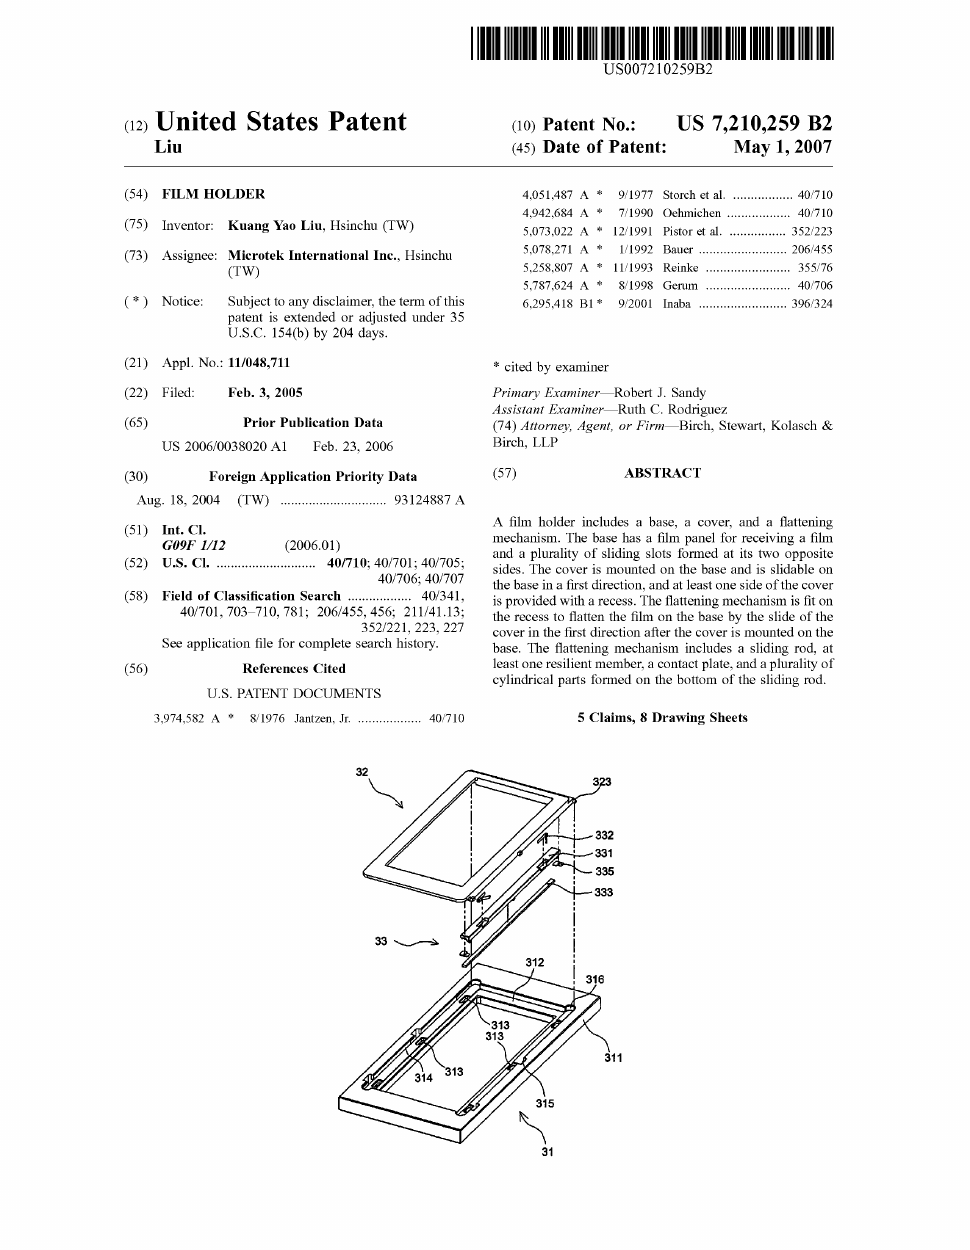 US007210259B2
(12) United States Patent
Liu
(10) Patent No.: US 7,210,259 B2
(45) Date of Patent: May 1, 2007
(54) FILM HOLDER
(75) Inventor: Kuang Yao Liu, Hsinchu (TW)
(73) Assignee: Microtek International Inc., Hsinchu
(TW)
( * ) Notice: Subject to any disclaimer, the term of this
patent is extended or adjusted under 35
U.S.C. 154(b) by 204 days.
(21) Appl. No.: 11/048,711
(22) Filed: Feb. 3, 2005
(65) Prior Publication Data
US 2006/0038020 A1 Feb. 23, 2006
(30) Foreign Application Priority Data
Aug. 18, 2004 (TW) .............................. 93124887 A
(51) Int. Cl.
G09F 1/12 (2006.01)
(52) U.S. Cl. ............................ 40/710; 40/701; 40/705;
40/706; 40/707
(58) Field of Classification Search .................. 40/341,
40/701, 703–710, 781; 206/455, 456; 211/41.13;
352/221, 223, 227
See application file for complete search history.
(56) References Cited
U.S. PATENT DOCUMENTS
3,974,582 A * 8/1976 Jantzen, Jr. .................. 40/710
4,051,487 A * 9/1977 Storch et al. ................. 40/710
4,942,684 A * 7/1990 Oehmichen .................. 40/710
5,073,022 A * 12/1991 Pistor et al. ................ 352/223
5,078,271 A * 1/1992 Bauer ......................... 206/455
5,258,807 A * 11/1993 Reinke ........................ 355/76
5,787,624 A * 8/1998 Gerum ........................ 40/706
6,295,418 B1 * 9/2001 Inaba ......................... 396/324
* cited by examiner
Primary Examiner—Robert J. Sandy
Assistant Examiner—Ruth C. Rodriguez
(74) Attorney, Agent, or Firm—Birch, Stewart, Kolasch &
Birch, LLP
(57) ABSTRACT
A film holder includes a base, a cover, and a flattening
mechanism. The base has a film panel for receiving a film
and a plurality of sliding slots formed at its two opposite
sides. The cover is mounted on the base and is slidable on
the base in a first direction, and at least one side of the cover
is provided with a recess. The flattening mechanism is fit on
the recess to flatten the film on the base by the slide of the
cover in the first direction after the cover is mounted on the
base. The flattening mechanism includes a sliding rod, at
least one resilient member, a contact plate, and a plurality of
cylindrical parts formed on the bottom of the sliding rod.
5 Claims, 8 Drawing Sheets
32
323
332
331
335
333
33
312
316
313
313
311
313
314
315
31